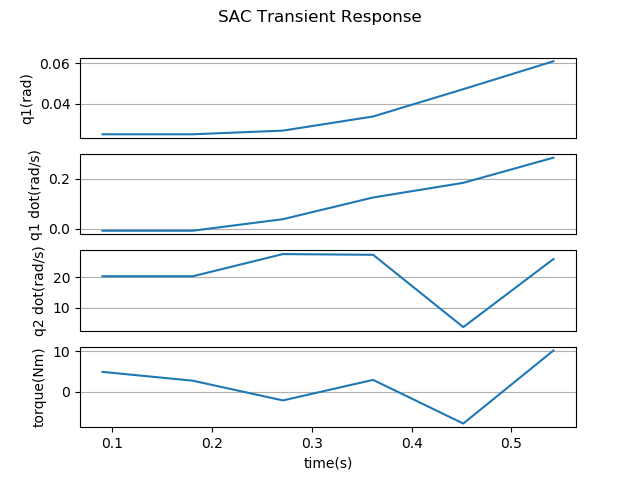 SAC Transient Response
q1(rad)
0.06
0.04
q1 dot(rad/s)
0.2
0.0
q2 dot(rad/s)
20
10
torque(Nm)
10
0
0.1 0.2 0.3 0.4 0.5
time(s)